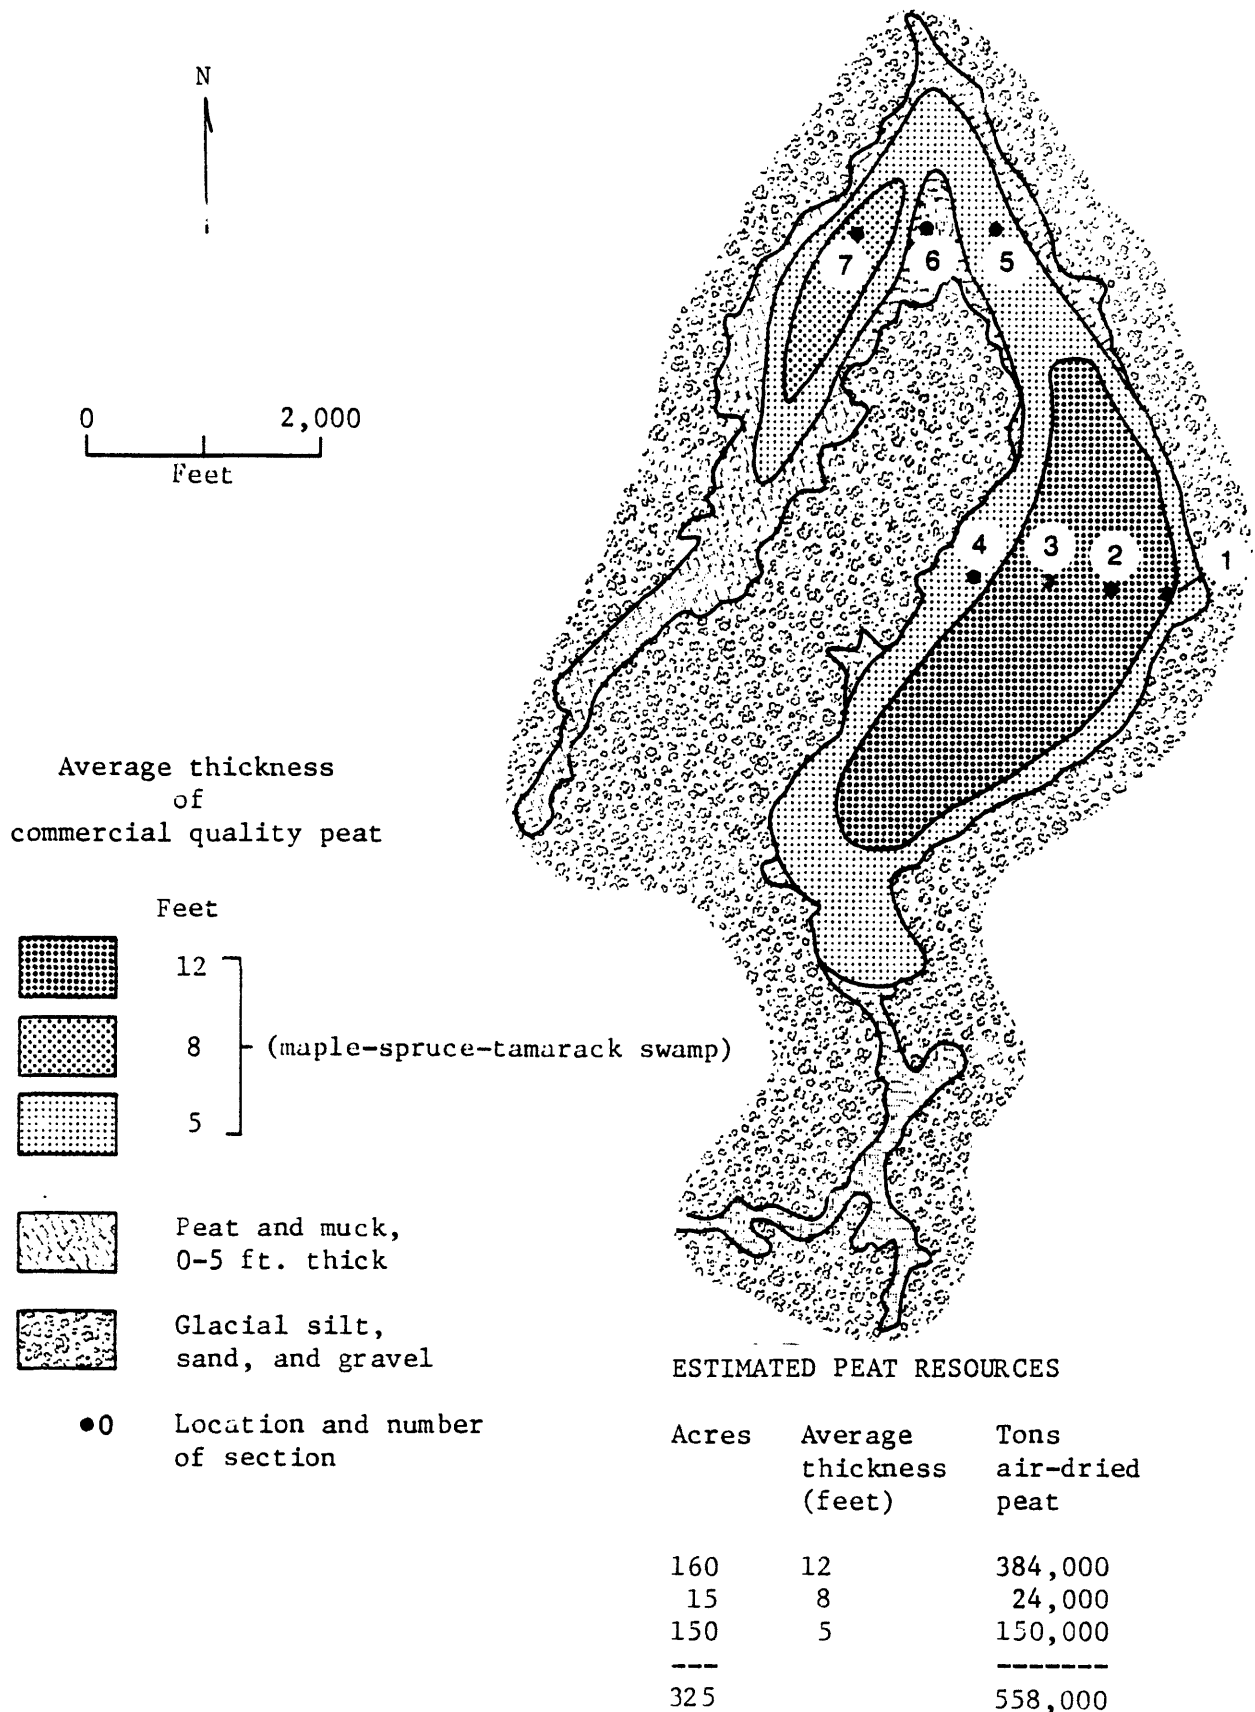 N
0 2,000
Feet
7 6 5
4 3 2 1
Average thickness
of
commercial quality peat
Feet
12
8 (maple-spruce-tamarack swamp)
5
Peat and muck,
0-5 ft. thick
Glacial silt,
sand, and gravel
0 Location and number
of section
ESTIMATED PEAT RESOURCES
Acres Average Tons
thickness air-dried
(feet) peat
160 12 384,000
15 8 24,000
150 5 150,000
--- -------
325 558,000